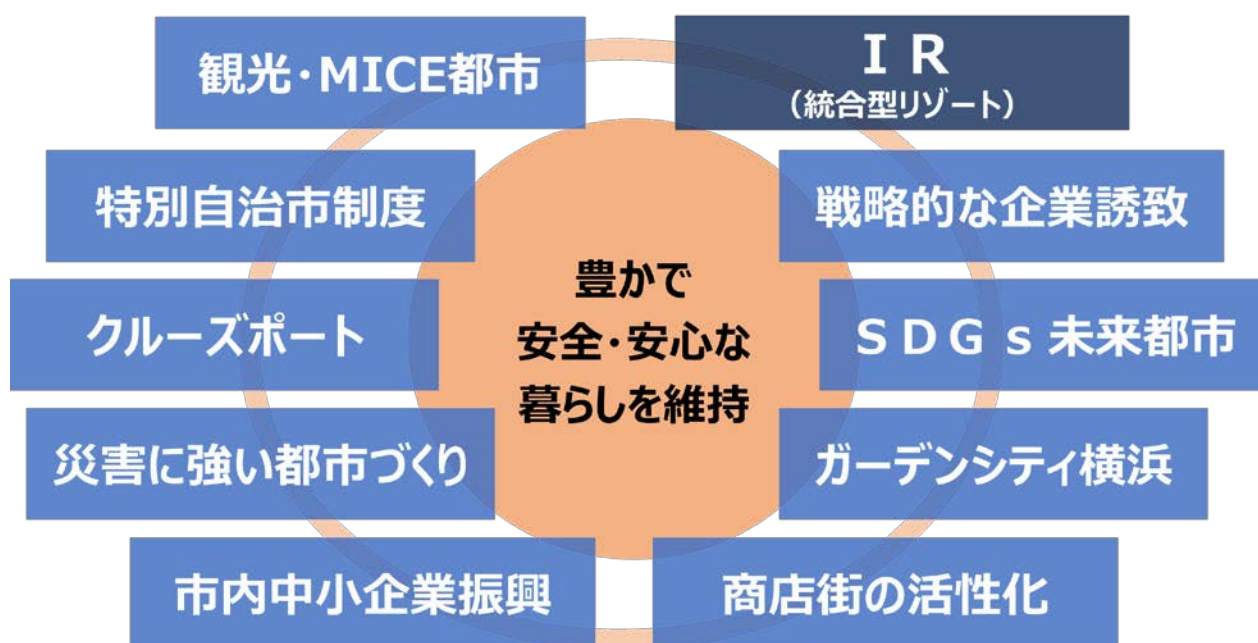 観光・MICE都市
ＩＲ
（統合型リゾート）
特別自治市制度
戦略的な企業誘致
豊かで
安全・安心な
暮らしを維持
クルーズポート
ＳＤＧｓ未来都市
災害に強い都市づくり
ガーデンシティ横浜
市内中小企業振興
商店街の活性化